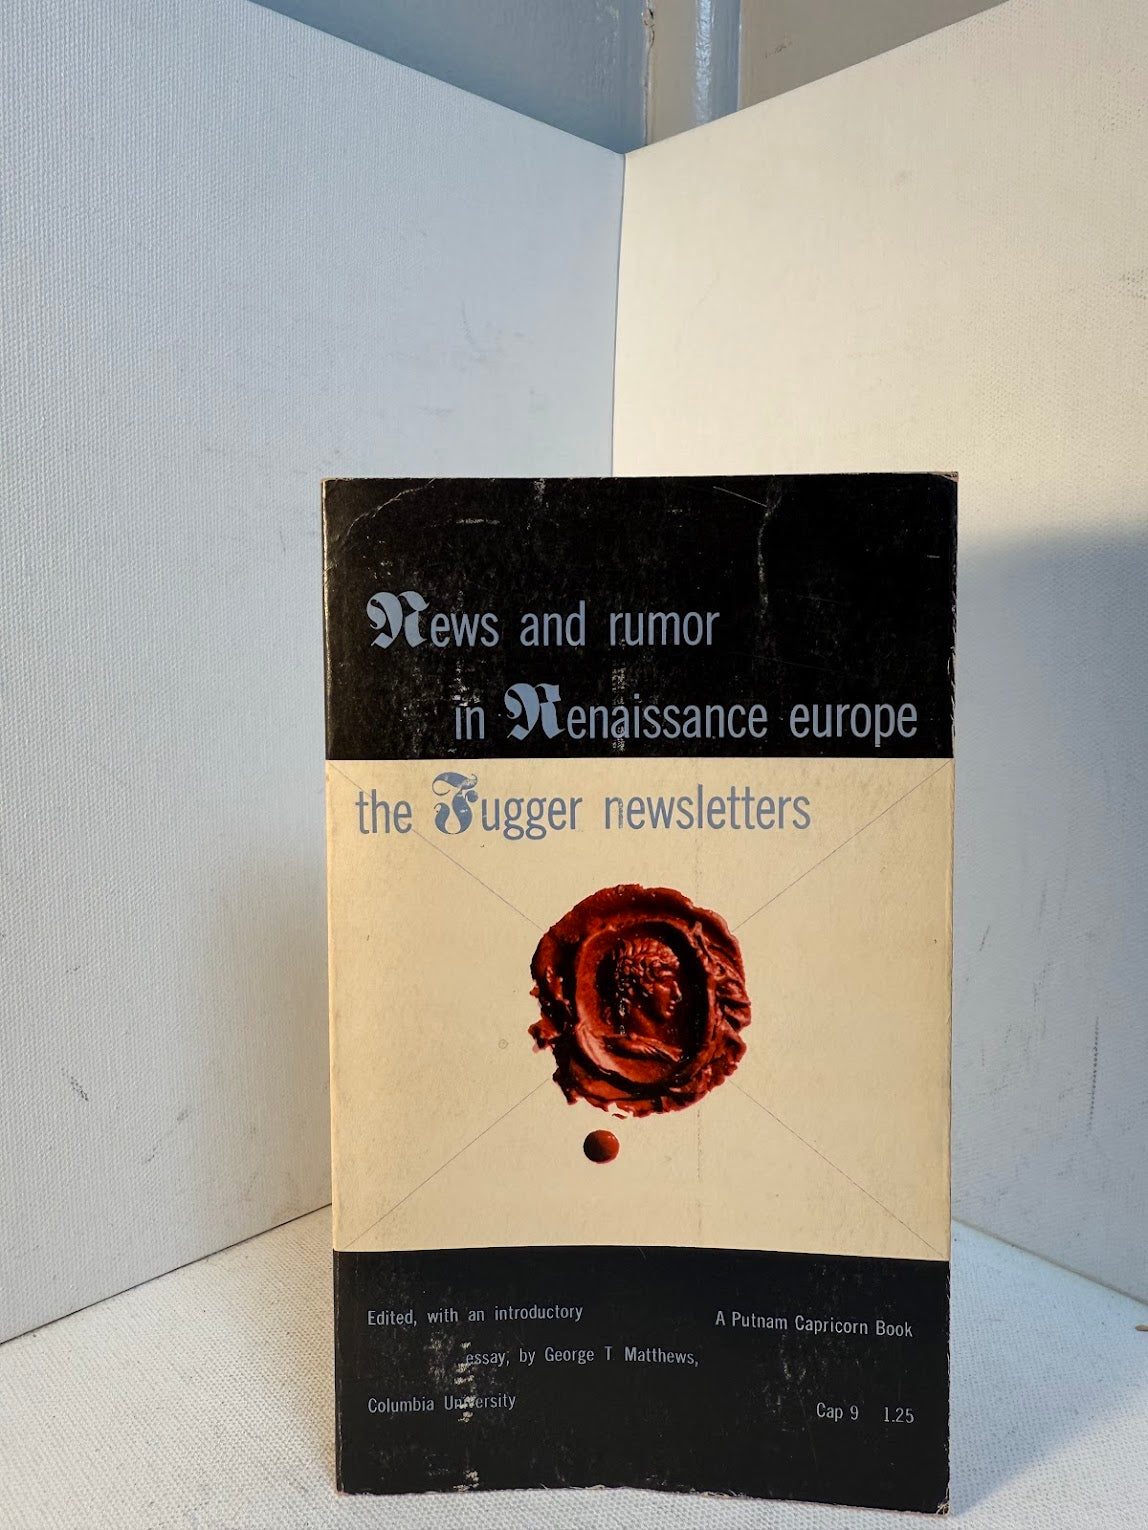 News and rumor
in Renaissance europe
the Fugger newsletters
Edited, with an introductory
essay, by George T. Matthews,
Columbia University
A Putnam Capricorn Book
Cap 9 1.25